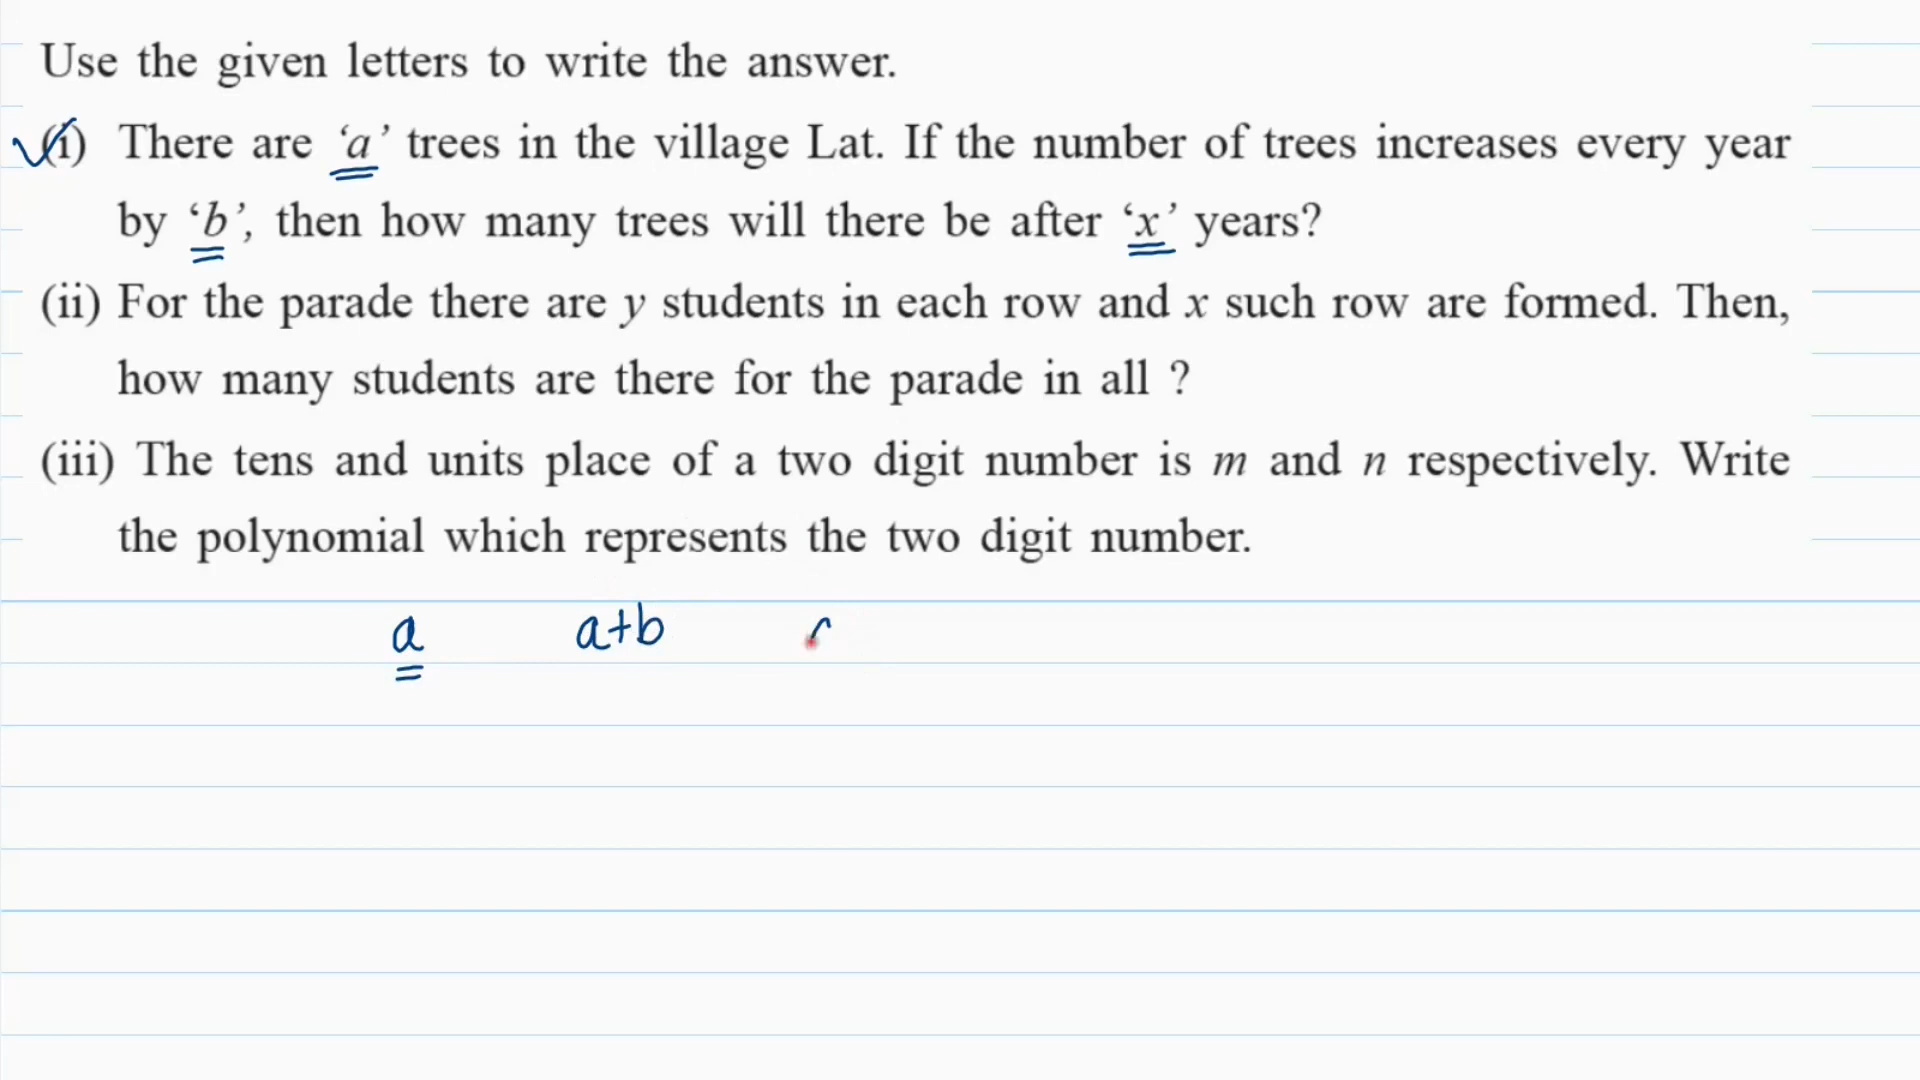 Use the given letters to write the answer.
(i) There are ‘a’ trees in the village Lat. If the number of trees increases every year
by ‘b’, then how many trees will there be after ‘x’ years?
(ii) For the parade there are y students in each row and x such row are formed. Then,
how many students are there for the parade in all ?
(iii) The tens and units place of a two digit number is m and n respectively. Write
the polynomial which represents the two digit number.
a a+b